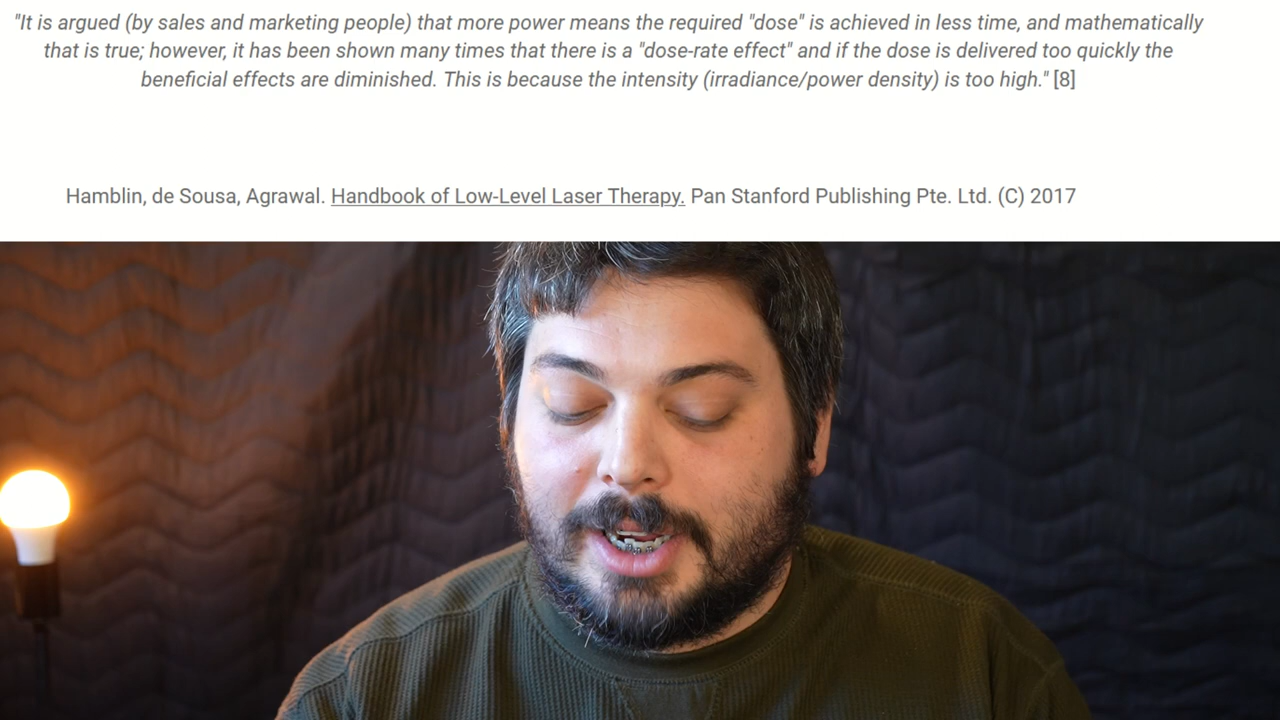 "It is argued (by sales and marketing people) that more power means the required "dose" is achieved in less time, and mathematically
that is true; however, it has been shown many times that there is a "dose-rate effect" and if the dose is delivered too quickly the
beneficial effects are diminished. This is because the intensity (irradiance/power density) is too high." [8]
Hamblin, de Sousa, Agrawal. Handbook of Low-Level Laser Therapy. Pan Stanford Publishing Pte. Ltd. (C) 2017